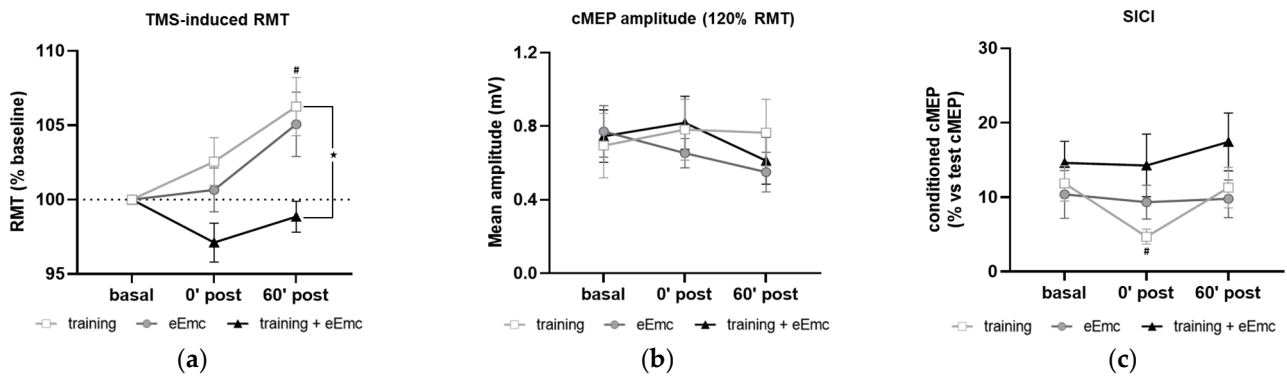 TMS-induced RMT
RMT (% baseline)
110
105
100
95
#
★
basal 0' post 60' post
training eEmc training + eEmc
(a)
cMEP amplitude (120% RMT)
Mean amplitude (mV)
1.2
0.8
0.4
0.0
basal 0' post 60' post
training eEmc training + eEmc
(b)
SICI
conditioned cMEP
(% vs test cMEP)
30
20
10
0
#
basal 0' post 60' post
training eEmc training + eEmc
(c)